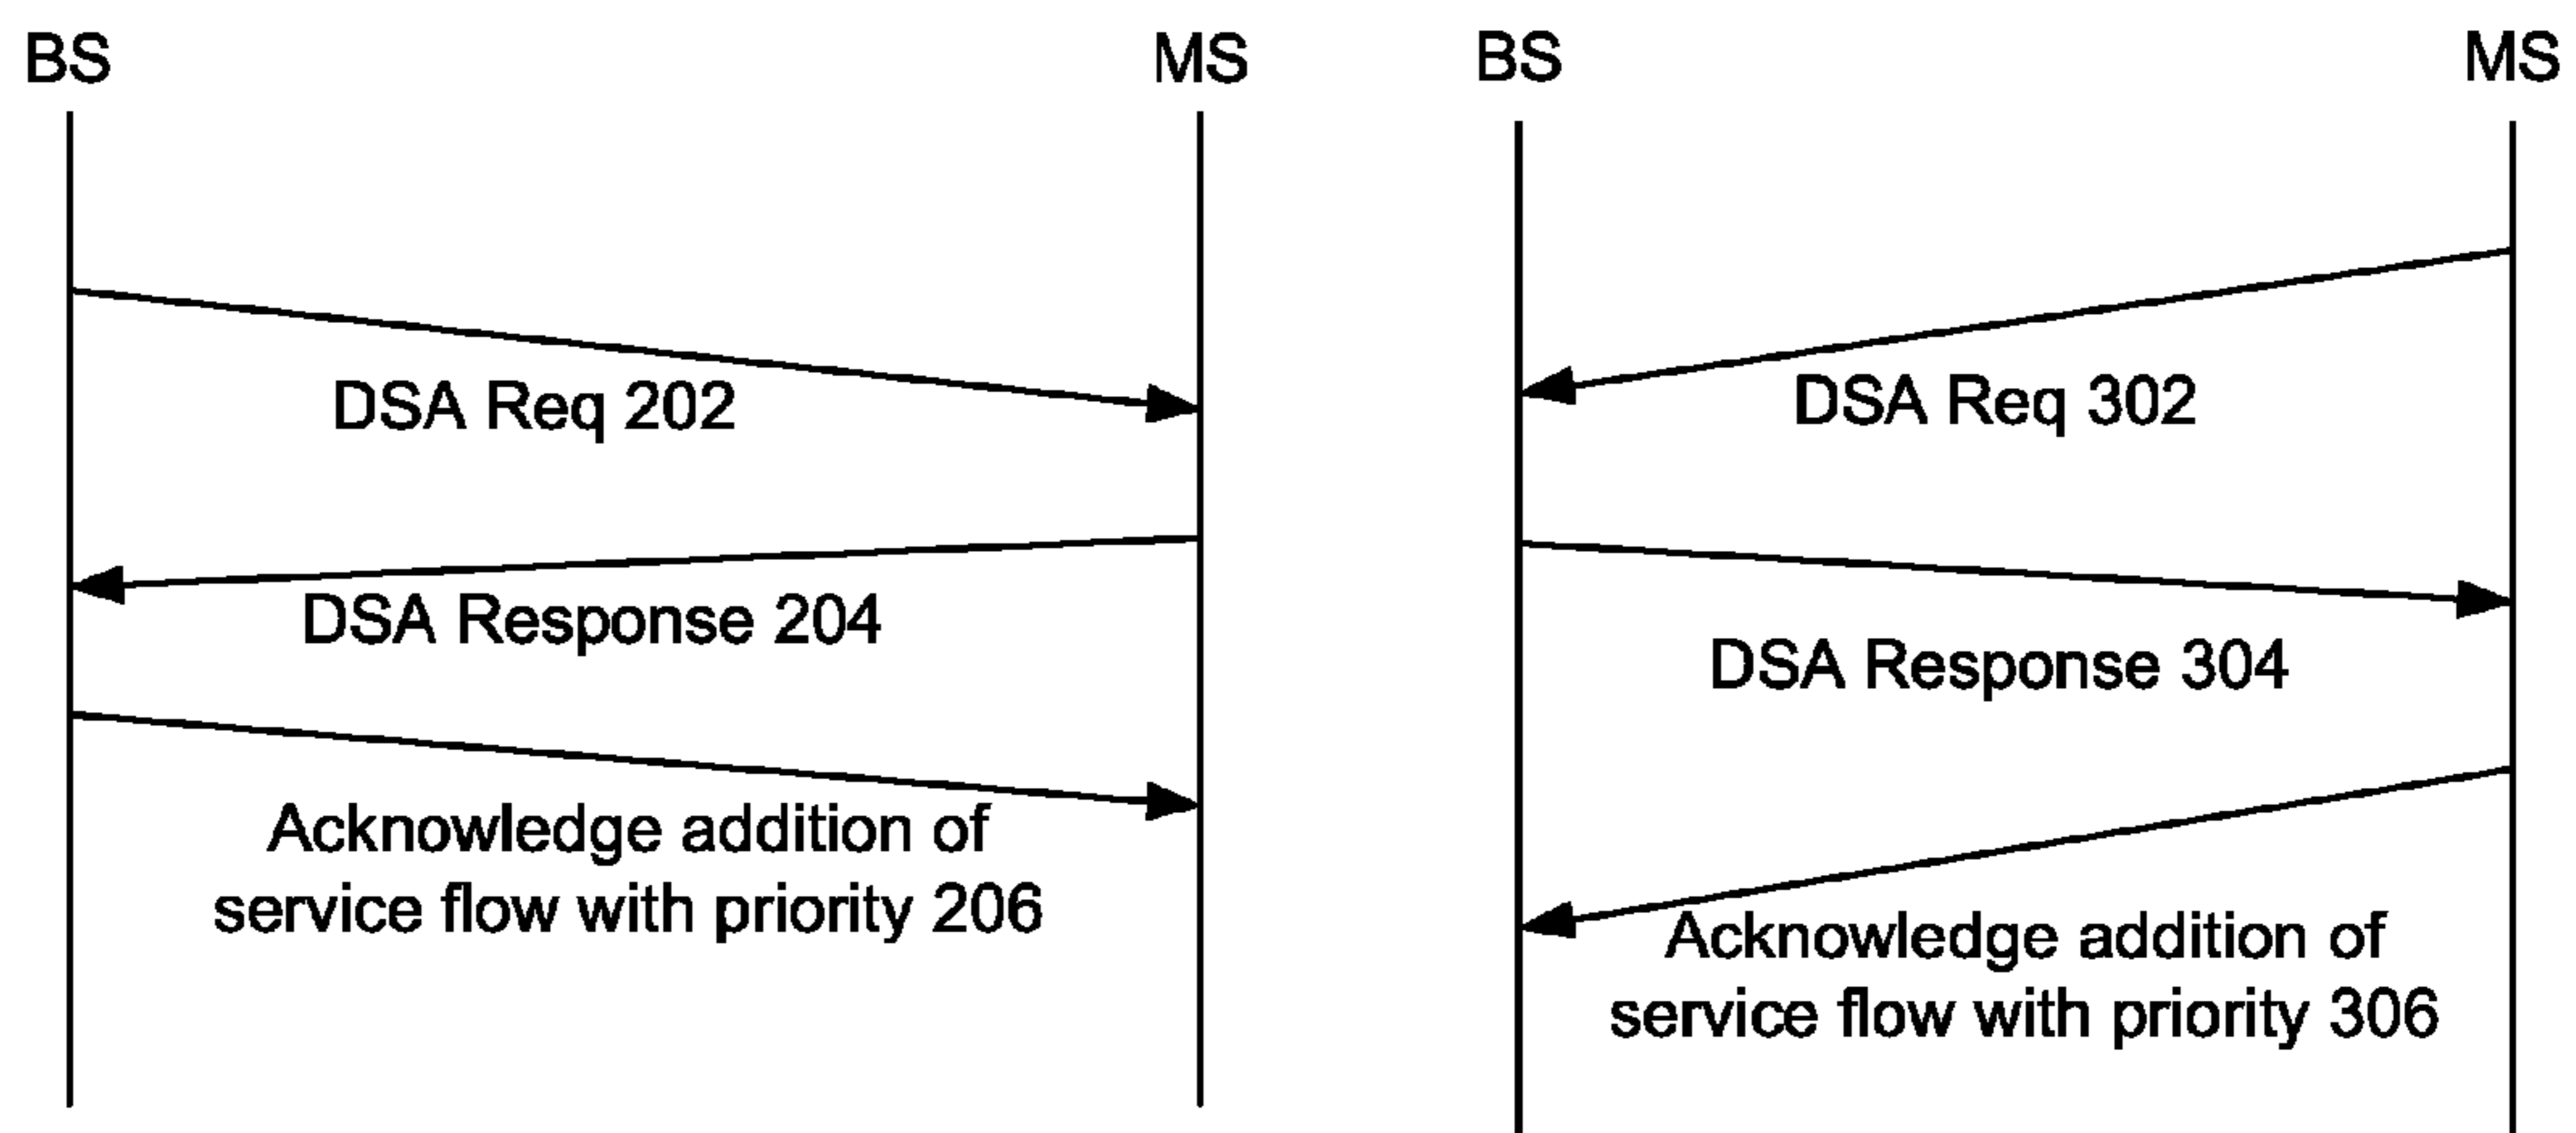 BS
MS
DSA Req 202
DSA Response 204
Acknowledge addition of
service flow with priority 206
BS
MS
DSA Req 302
DSA Response 304
Acknowledge addition of
service flow with priority 306